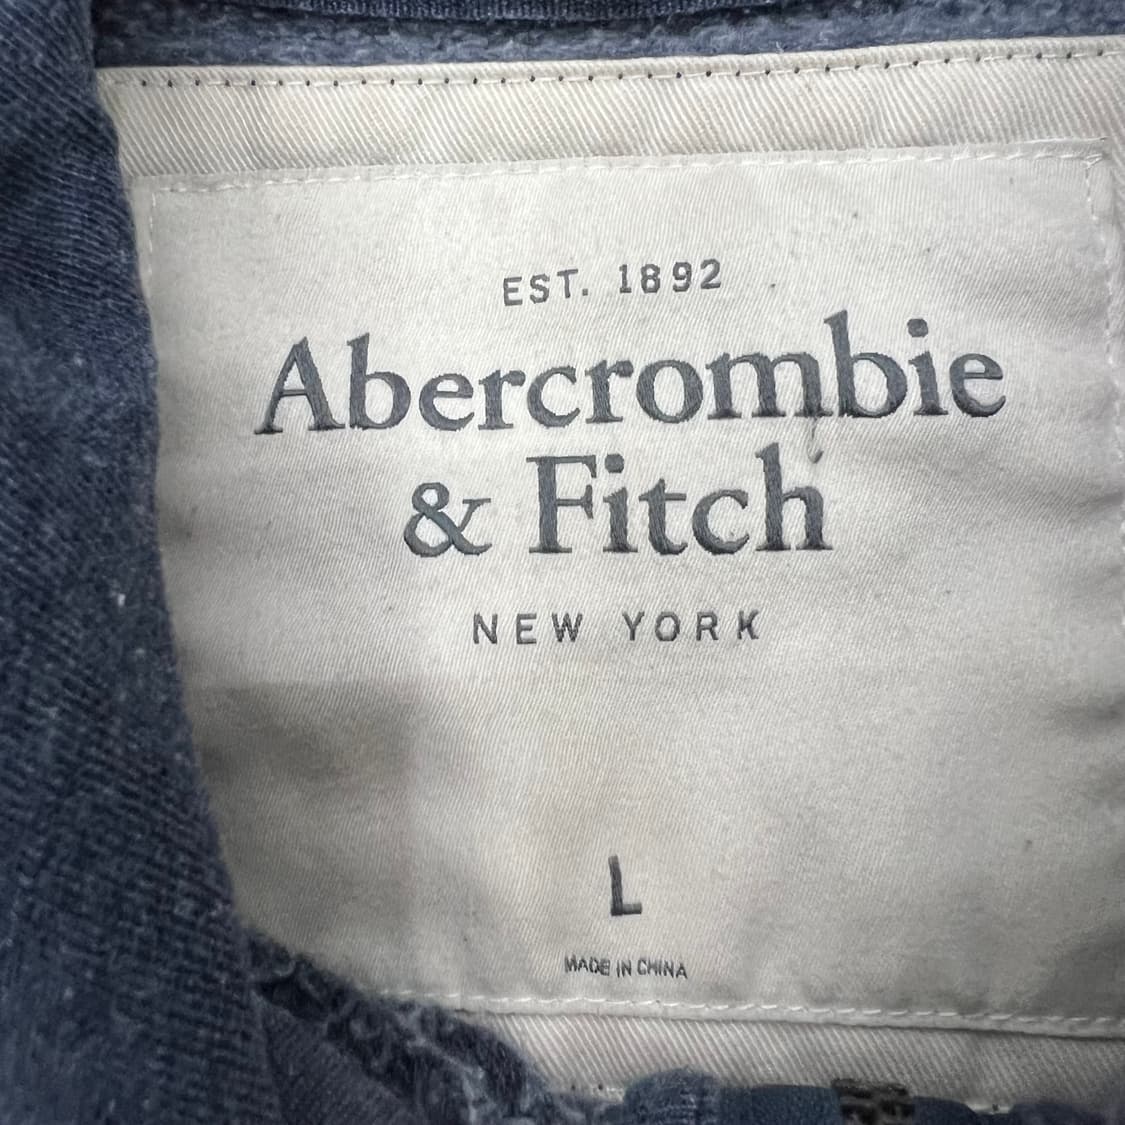 EST. 1892
Abercrombie
& Fitch
NEW YORK
L
MADE IN CHINA